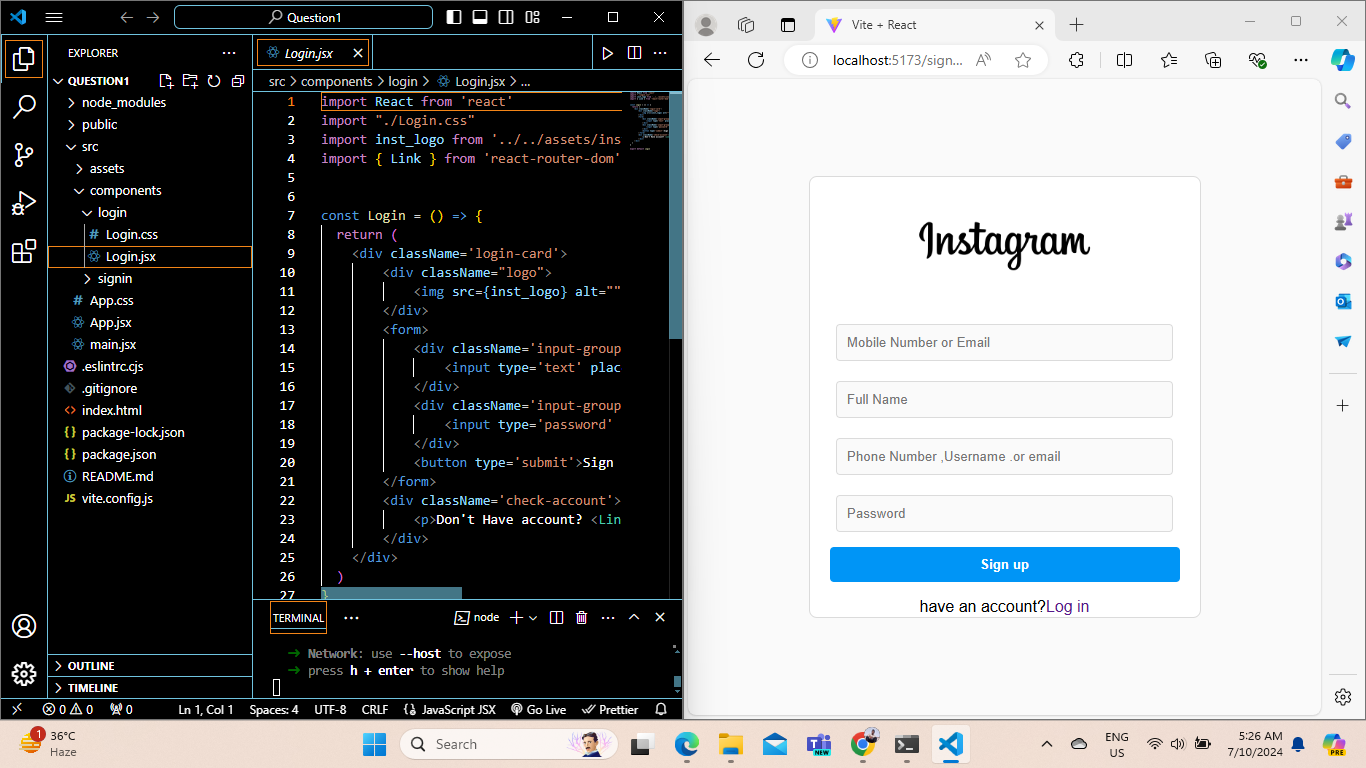 Question1
EXPLORER
QUESTION1
node_modules
public
src
assets
components
login
Login.css
Login.jsx
signin
App.css
App.jsx
main.jsx
.eslintrc.cjs
.gitignore
index.html
package-lock.json
package.json
README.md
vite.config.js
OUTLINE
TIMELINE
Login.jsx
src > components > login > Login.jsx > ...
1 import React from 'react'
2 import "./Login.css"
3 import inst_logo from '../../assets/ins
4 import { Link } from 'react-router-dom'
5
6
7 const Login = () => {
8 return (
9 <div className='login-card'>
10 <div className="logo">
11 <img src={inst_logo} alt=""
12 </div>
13 <form>
14 <div className='input-group
15 <input type='text' plac
16 </div>
17 <div className='input-group
18 <input type='password'
19 </div>
20 <button type='submit'>Sign
21 </form>
22 <div className='check-account'>
23 <p>Don't Have account? <Lin
24 </div>
25 </div>
26 )
27 }
TERMINAL
node
→ Network: use --host to expose
→ press h + enter to show help
0 0 0 Ln 1, Col 1 Spaces: 4 UTF-8 CRLF JavaScript JSX Go Live Prettier
Vite + React
localhost:5173/sign...
Instagram
Mobile Number or Email
Full Name
Phone Number ,Username .or email
Password
Sign up
have an account?Log in
1
36°C
Haze
Search
NEW
ENG
US
5:26 AM
7/10/2024
PRE